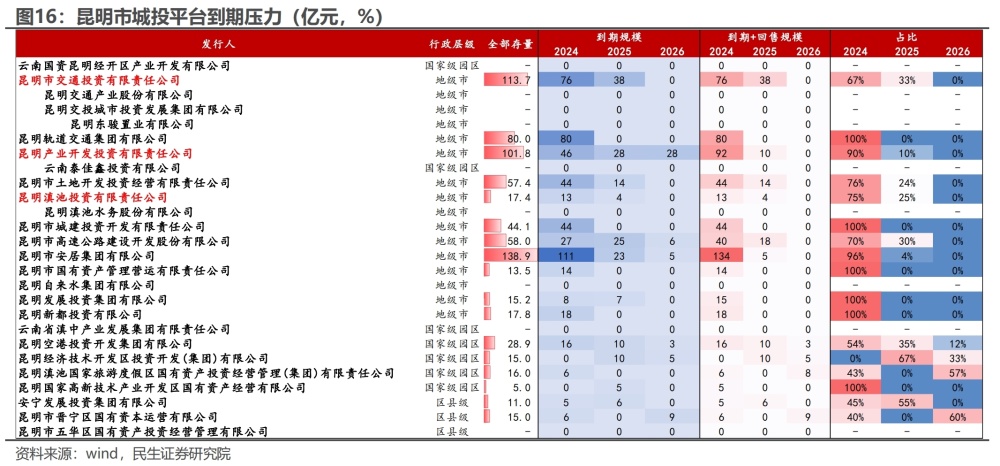 图16：昆明市城投平台到期压力（亿元，%）
发行人 行政层级 全部存量 到期规模 到期+回售规模 占比
2024 2025 2026 2024 2025 2026 2024 2025 2026
云南国资昆明经开区产业开发有限公司 国家级园区 – 0 0 0 0 0 0 – – –
昆明市交通投资有限责任公司 地级市 113.7 76 38 0 76 38 0 67% 33% 0%
昆明交通产业股份有限公司 地级市 – 0 0 0 0 0 0 – – –
昆明交投城市投资发展集团有限公司 地级市 – 0 0 0 0 0 0 – – –
昆明东骏置业有限公司 地级市 – 0 0 0 0 0 0 – – –
昆明轨道交通集团有限公司 地级市 80.0 80 0 0 80 0 0 100% 0% 0%
昆明产业开发投资有限责任公司 地级市 101.8 46 28 28 92 10 0 90% 10% 0%
云南泰佳鑫投资有限公司 国家级园区 – 0 0 0 0 0 0 – – –
昆明市土地开发投资经营有限责任公司 地级市 57.4 44 14 0 44 14 0 76% 24% 0%
昆明滇池投资有限责任公司 地级市 17.4 13 4 0 13 4 0 75% 25% 0%
昆明滇池水务股份有限公司 地级市 – 0 0 0 0 0 0 – – –
昆明市城建投资开发有限责任公司 地级市 44.1 44 0 0 44 0 0 100% 0% 0%
昆明市高速公路建设开发股份有限公司 地级市 58.0 27 25 6 40 18 0 70% 30% 0%
昆明市安居集团有限公司 地级市 138.9 111 23 5 134 5 0 96% 4% 0%
昆明市国有资产管理营运有限责任公司 地级市 13.5 14 0 0 14 0 0 100% 0% 0%
昆明自来水集团有限公司 地级市 – 0 0 0 0 0 0 – – –
昆明发展投资集团有限公司 地级市 15.2 8 7 0 15 0 0 100% 0% 0%
昆明新都投资有限公司 地级市 17.8 18 0 0 18 0 0 100% 0% 0%
云南省滇中产业发展集团有限责任公司 国家级园区 – 0 0 0 0 0 0 – – –
昆明空港投资开发集团有限公司 国家级园区 28.9 16 10 3 16 10 3 54% 35% 12%
昆明经济技术开发区投资开发(集团)有限公司 国家级园区 15.0 0 10 5 0 10 5 0% 67% 33%
昆明滇池国家旅游度假区国有资产投资经营管理(集团)有限责任公司 国家级园区 16.0 6 0 0 6 0 8 43% 0% 57%
昆明国家高新技术产业开发区国有资产经营有限公司 国家级园区 5.0 0 5 0 5 0 0 100% 0% 0%
安宁发展投资集团有限公司 区县级 11.0 5 6 0 5 6 0 45% 55% 0%
昆明市晋宁区国有资本运营有限公司 区县级 15.0 6 0 9 6 0 9 40% 0% 60%
昆明市五华区国有资产投资经营管理有限公司 区县级 – 0 0 0 0 0 0 – – –
资料来源：wind，民生证券研究院